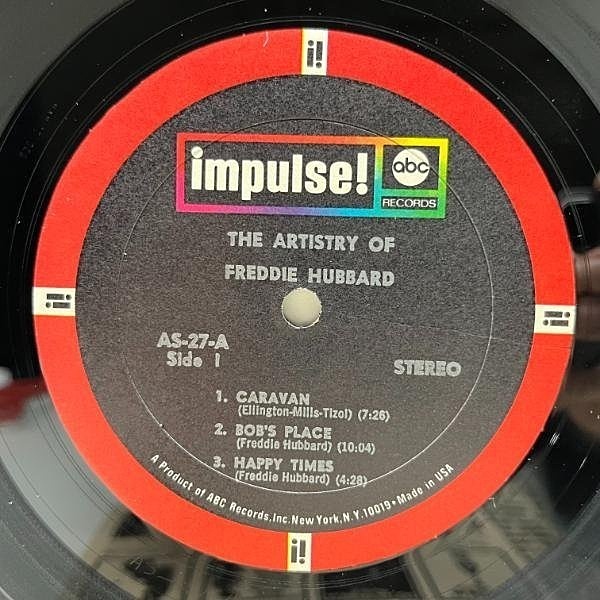 i!
impulse!
abc
RECORDS
THE ARTISTRY OF
FREDDIE HUBBARD
i!
i!
AS-27-A
Side 1
STEREO
1. CARAVAN
(Ellington-Mills-Tizol) (7:26)
2. BOB'S PLACE
(Freddie Hubbard) (10:04)
3. HAPPY TIMES
(Freddie Hubbard) (4:28)
A Product of ABC Records, Inc. New York, N.Y. 10019 • Made in USA
i!